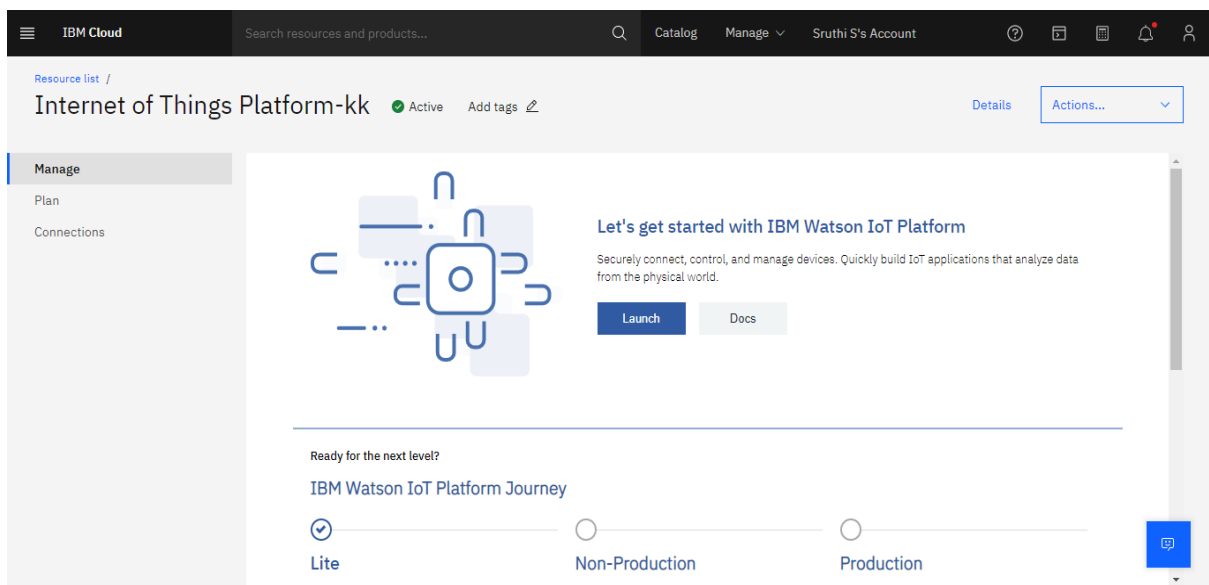 IBM Cloud
Search resources and products...
Catalog
Manage
Sruthi S's Account
Resource list /
Internet of Things Platform-kk
Active
Add tags
Details
Actions...
Manage
Plan
Connections
Let's get started with IBM Watson IoT Platform
Securely connect, control, and manage devices. Quickly build IoT applications that analyze data
from the physical world.
Launch
Docs
Ready for the next level?
IBM Watson IoT Platform Journey
Lite
Non-Production
Production